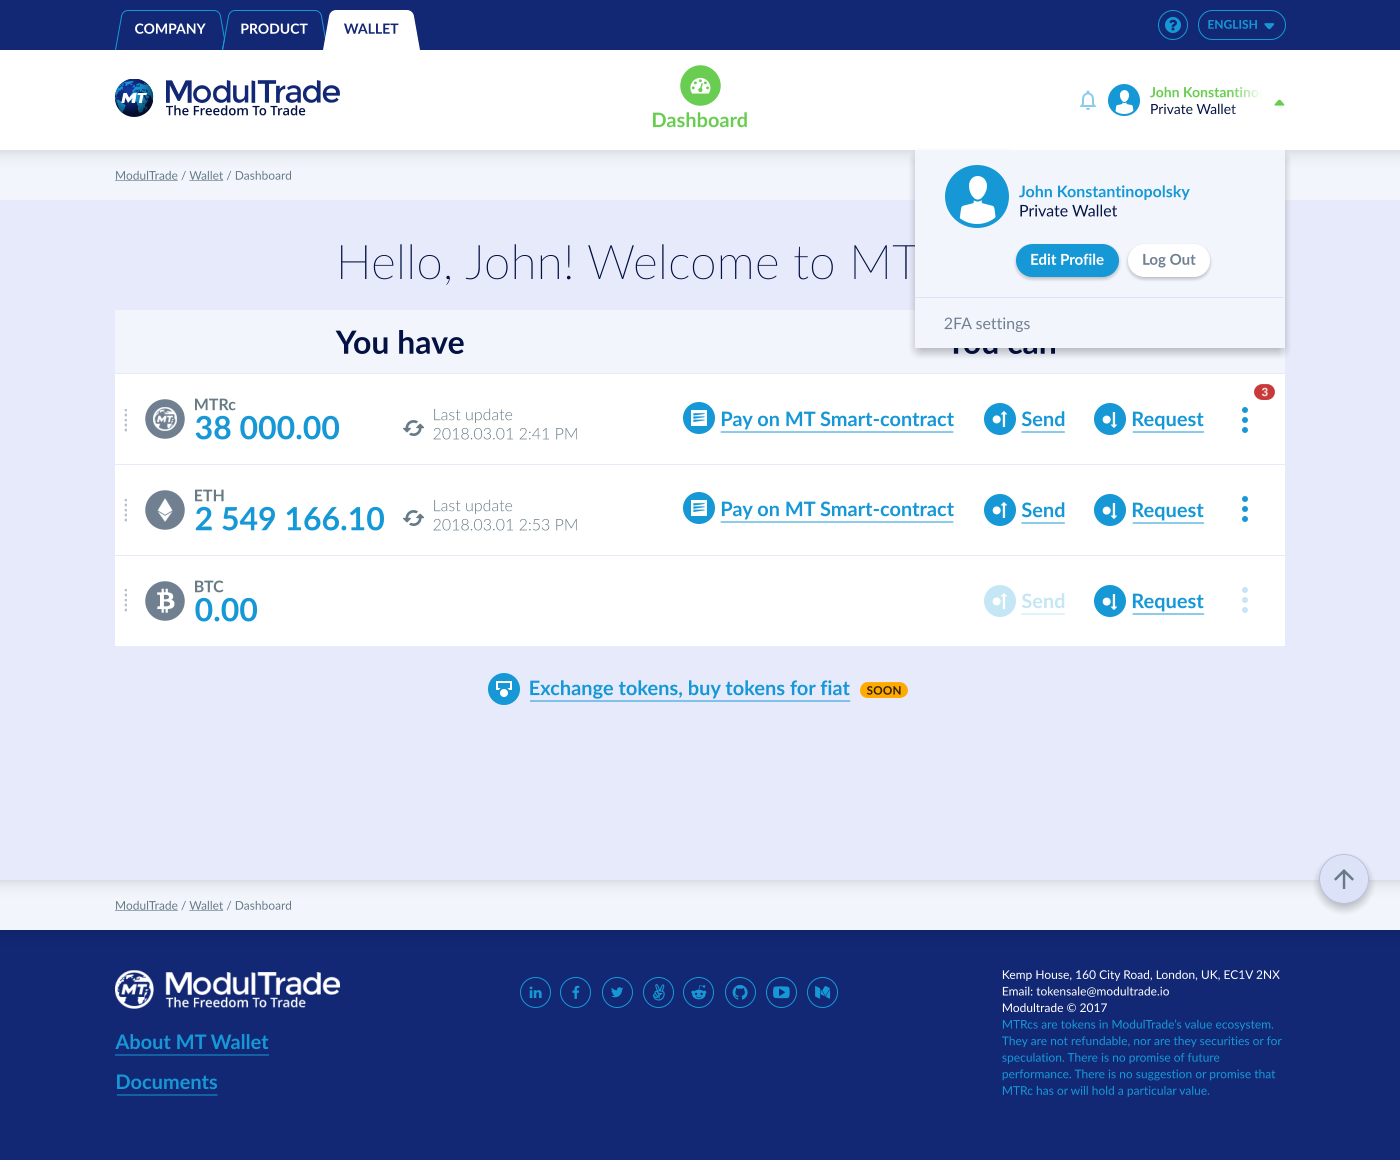 COMPANY
PRODUCT
WALLET
ENGLISH
MT
ModulTrade
The Freedom To Trade
Dashboard
John Konstantino
Private Wallet
ModulTrade / Wallet / Dashboard
John Konstantinopolsky
Private Wallet
Edit Profile
Log Out
2FA settings
Hello, John! Welcome to MT
You have
You can
MT
MTRc
38 000.00
Last update
2018.03.01 2:41 PM
Pay on MT Smart-contract
Send
Request
3
ETH
2 549 166.10
Last update
2018.03.01 2:53 PM
Pay on MT Smart-contract
Send
Request
BTC
0.00
Send
Request
Exchange tokens, buy tokens for fiat
SOON
ModulTrade / Wallet / Dashboard
MT
ModulTrade
The Freedom To Trade
About MT Wallet
Documents
in
f
Kemp House, 160 City Road, London, UK, EC1V 2NX
Email: tokensale@modultrade.io
Modultrade © 2017
MTRcs are tokens in ModulTrade's value ecosystem.
They are not refundable, nor are they securities or for
speculation. There is no promise of future
performance. There is no suggestion or promise that
MTRc has or will hold a particular value.